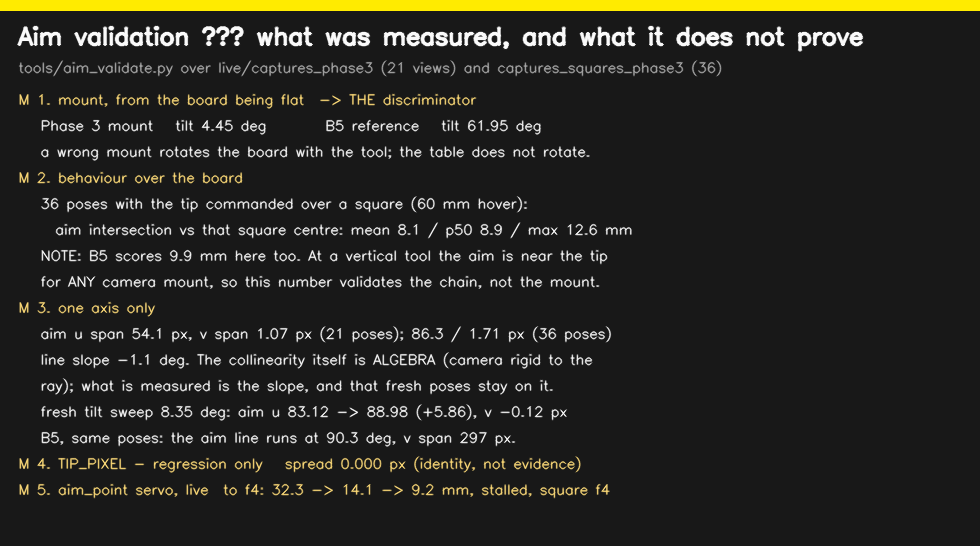 Aim validation ??? what was measured, and what it does not prove
tools/aim_validate.py over live/captures_phase3 (21 views) and captures_squares_phase3 (36)
M 1. mount, from the board being flat -> THE discriminator
Phase 3 mount tilt 4.45 deg B5 reference tilt 61.95 deg
a wrong mount rotates the board with the tool; the table does not rotate.
M 2. behaviour over the board
36 poses with the tip commanded over a square (60 mm hover):
aim intersection vs that square centre: mean 8.1 / p50 8.9 / max 12.6 mm
NOTE: B5 scores 9.9 mm here too. At a vertical tool the aim is near the tip
for ANY camera mount, so this number validates the chain, not the mount.
M 3. one axis only
aim u span 54.1 px, v span 1.07 px (21 poses); 86.3 / 1.71 px (36 poses)
line slope -1.1 deg. The collinearity itself is ALGEBRA (camera rigid to the
ray); what is measured is the slope, and that fresh poses stay on it.
fresh tilt sweep 8.35 deg: aim u 83.12 -> 88.98 (+5.86), v -0.12 px
B5, same poses: the aim line runs at 90.3 deg, v span 297 px.
M 4. TIP_PIXEL - regression only spread 0.000 px (identity, not evidence)
M 5. aim_point servo, live to f4: 32.3 -> 14.1 -> 9.2 mm, stalled, square f4